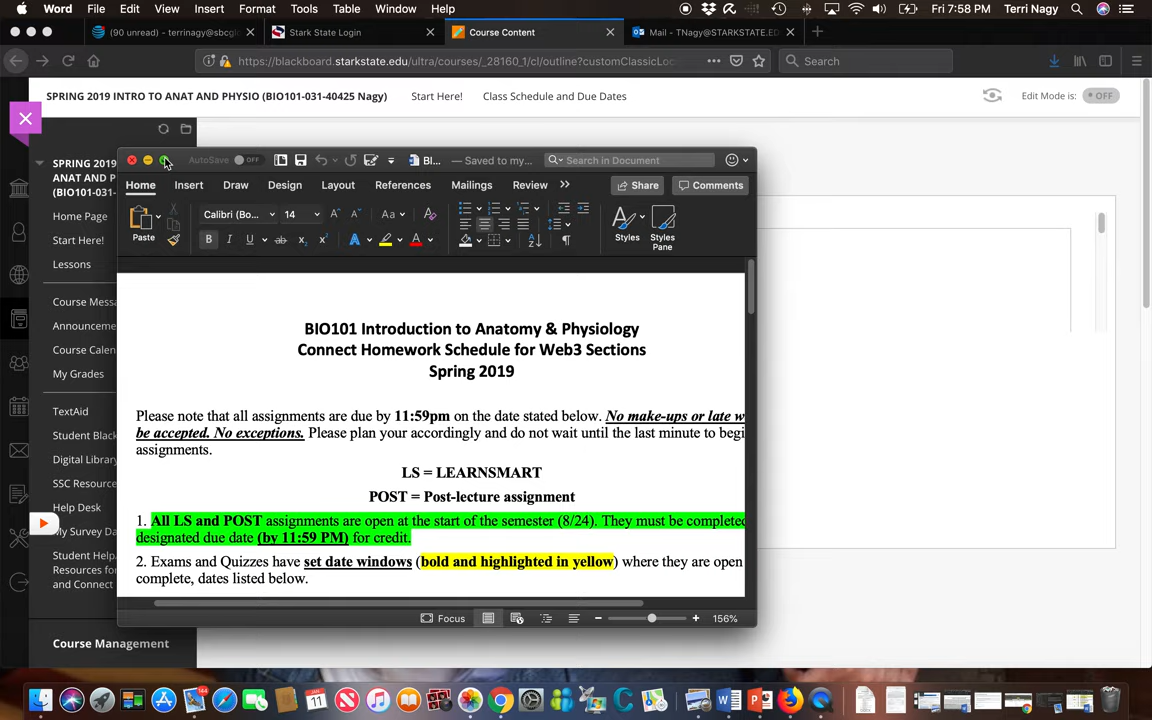 Word File Edit View Insert Format Tools Table Window Help Fri 7:58 PM Terri Nagy
(90 unread) - terrinagy@sbcgl
Stark State Login
Course Content
Mail - TNagy@STARKSTATE.ED
https://blackboard.starkstate.edu/ultra/courses/_28160_1/cl/outline?customClassicLoc
Search
SPRING 2019 INTRO TO ANAT AND PHYSIO (BIO101-031-40425 Nagy) Start Here! Class Schedule and Due Dates
Edit Mode is: OFF
SPRING 2019
ANAT AND P
(BIO101-031-
Home Page
Start Here!
Lessons
Course Mess
Announceme
Course Calen
My Grades
TextAid
Student Black
Digital Library
SSC Resource
Help Desk
My Survey Da
Student Help
Resources fo
and Connect
Course Management
AutoSave OFF
Bl... — Saved to my...
Search in Document
Home Insert Draw Design Layout References Mailings Review
Share Comments
Paste
Calibri (Bo... 14
Styles
Styles
Pane
BIO101 Introduction to Anatomy & Physiology
Connect Homework Schedule for Web3 Sections
Spring 2019
Please note that all assignments are due by 11:59pm on the date stated below. No make-ups or late w
be accepted. No exceptions. Please plan your accordingly and do not wait until the last minute to begi
assignments.
LS = LEARNSMART
POST = Post-lecture assignment
1. All LS and POST assignments are open at the start of the semester (8/24). They must be completed
designated due date (by 11:59 PM) for credit.
2. Exams and Quizzes have set date windows (bold and highlighted in yellow) where they are open
complete, dates listed below.
Focus
156%